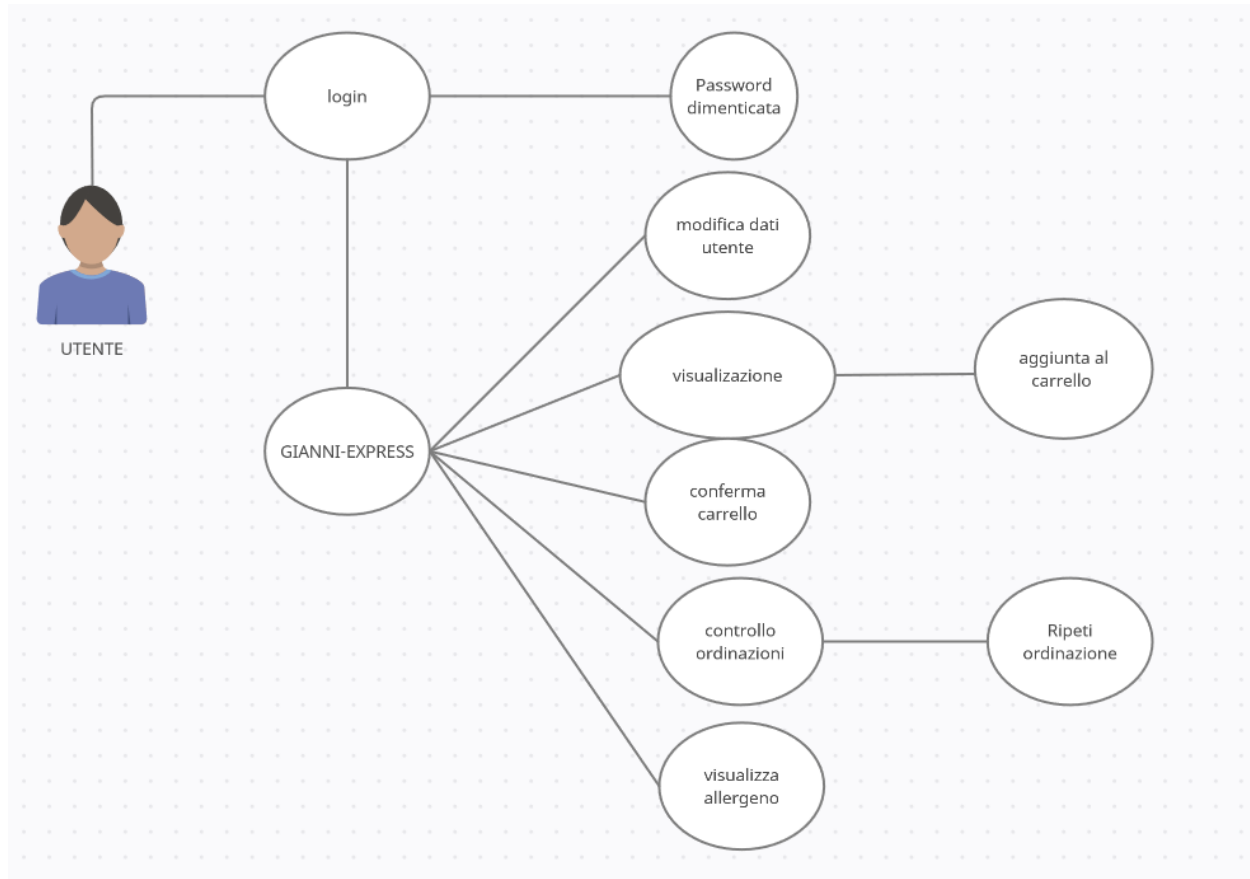 login
Password
dimenticata
modifica dati
utente
UTENTE
visualizazione
aggiunta al
carrello
GIANNI-EXPRESS
conferma
carrello
controllo
ordinazioni
Ripeti
ordinazione
visualizza
allergeno